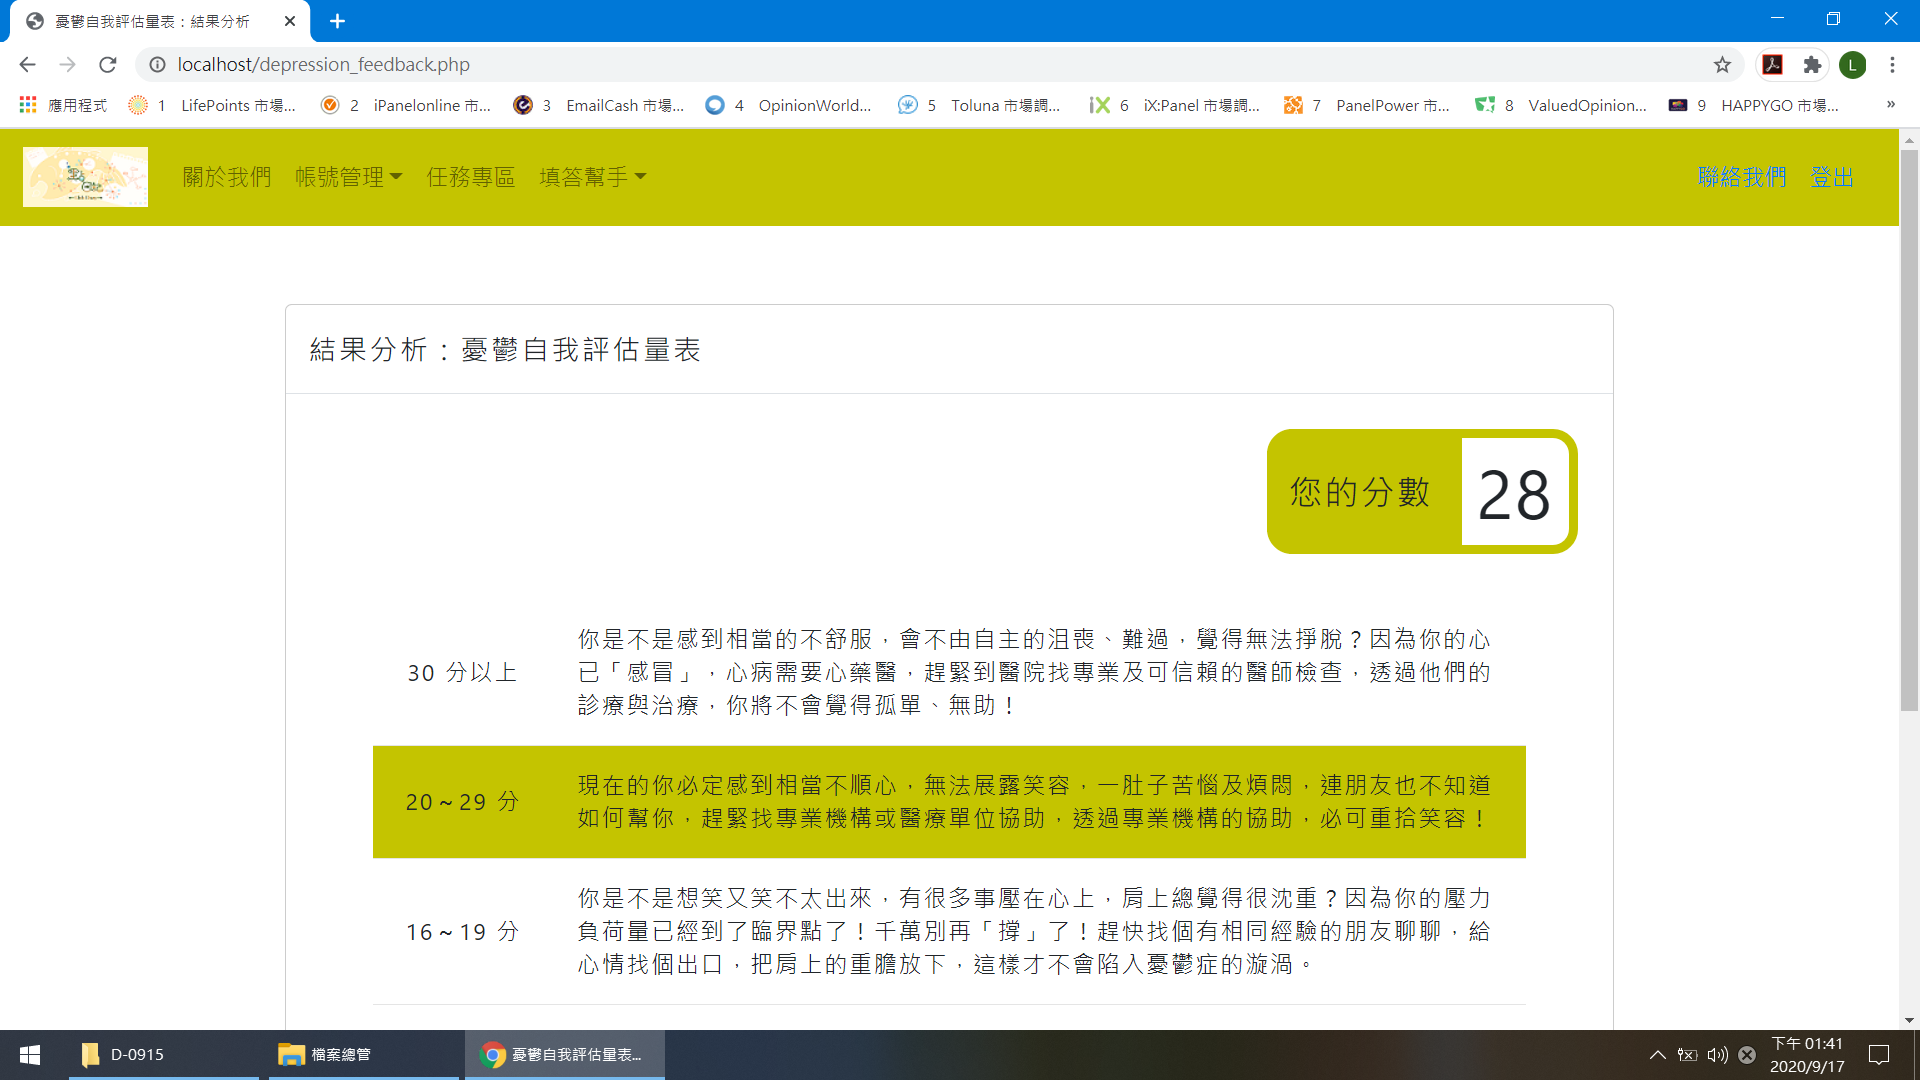 憂鬱自我評估量表：結果分析
localhost/depression_feedback.php
應用程式 1 LifePoints 市場... 2 iPanelonline 市... 3 EmailCash 市場... 4 OpinionWorld... 5 Toluna 市場調... 6 iX:Panel 市場調... 7 PanelPower 市... 8 ValuedOpinion... 9 HAPPYGO 市場... »
L
關於我們 帳號管理 任務專區 填答幫手 聯絡我們 登出
結果分析：憂鬱自我評估量表
您的分數 28
30 分以上
你是不是感到相當的不舒服，會不由自主的沮喪、難過，覺得無法掙脫？因為你的心
已「感冒」，心病需要心藥醫，趕緊到醫院找專業及可信賴的醫師檢查，透過他們的
診療與治療，你將不會覺得孤單、無助！
20～29 分
現在的你必定感到相當不順心，無法展露笑容，一肚子苦惱及煩悶，連朋友也不知道
如何幫你，趕緊找專業機構或醫療單位協助，透過專業機構的協助，必可重拾笑容！
16～19 分
你是不是想笑又笑不太出來，有很多事壓在心上，肩上總覺得很沈重？因為你的壓力
負荷量已經到了臨界點了！千萬別再「撐」了！趕快找個有相同經驗的朋友聊聊，給
心情找個出口，把肩上的重膽放下，這樣才不會陷入憂鬱症的漩渦。
D-0915 檔案總管 憂鬱自我評估量表... 下午 01:41
2020/9/17